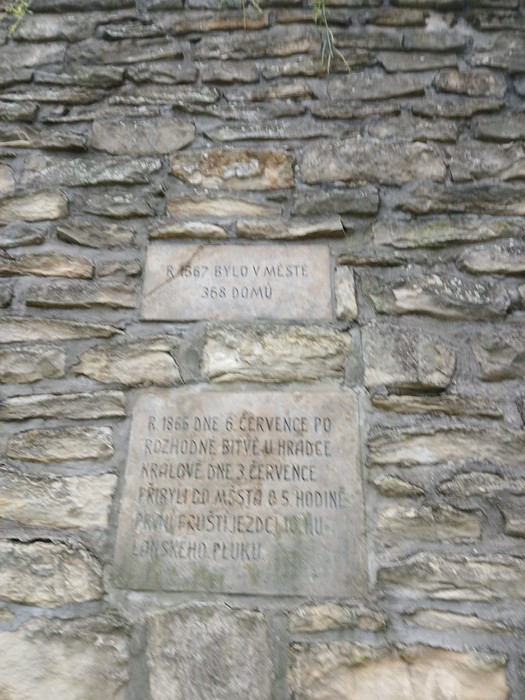 R 1867 BYLO V MĚSTĚ
368 DOMŮ
R. 1866 DNE 6. ČERVENCE PO
ROZHODNÉ BITVĚ U HRADCE
KRÁLOVÉ DNE 3. ČERVENCE
PŘIBYLI DO MĚSTA O 5. HODINĚ
PRVNÍ PRUŠTÍ JEZDCI 10. HU-
LÁNSKÉHO PLUKU.